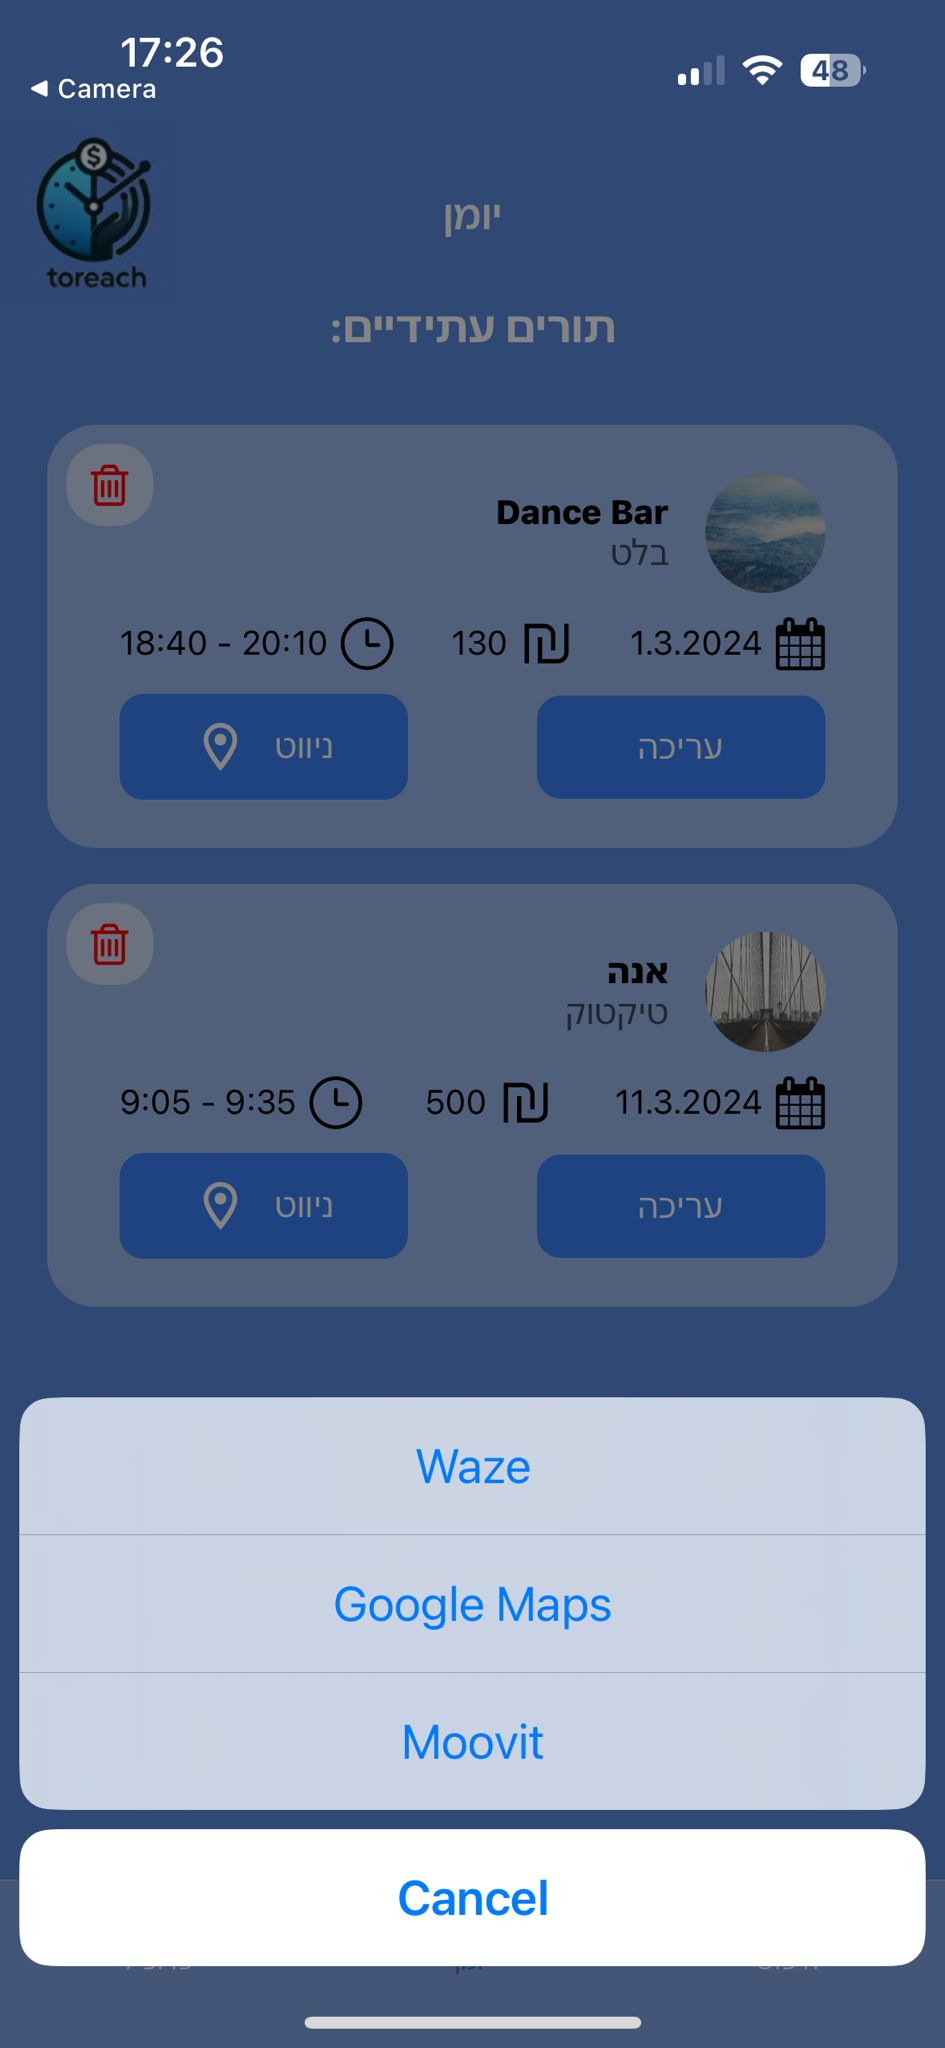 17:26
Camera
48
$
toreach
יומן
תורים עתידיים:
Dance Bar
בלט
1.3.2024
130
18:40 - 20:10
עריכה
ניווט
אנה
טיקטוק
11.3.2024
500
9:05 - 9:35
עריכה
ניווט
Waze
Google Maps
Moovit
Cancel